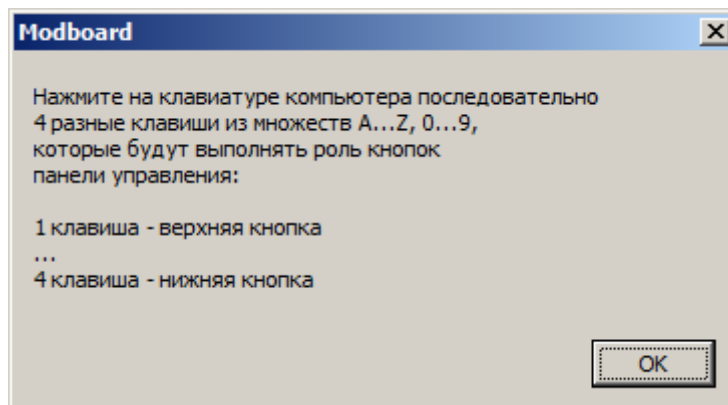 Modboard
Нажмите на клавиатуре компьютера последовательно
4 разные клавиши из множеств A...Z, 0...9,
которые будут выполнять роль кнопок
панели управления:
1 клавиша - верхняя кнопка
...
4 клавиша - нижняя кнопка
OK